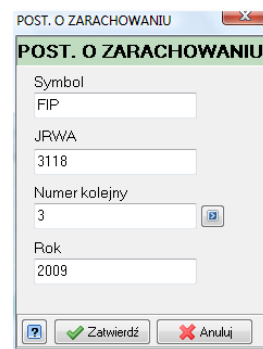 POST. O ZARACHOWANIU
POST. O ZARACHOWANIU
Symbol
FIP
JRWA
3118
Numer kolejny
3
Rok
2009
Zatwierdź Anuluj